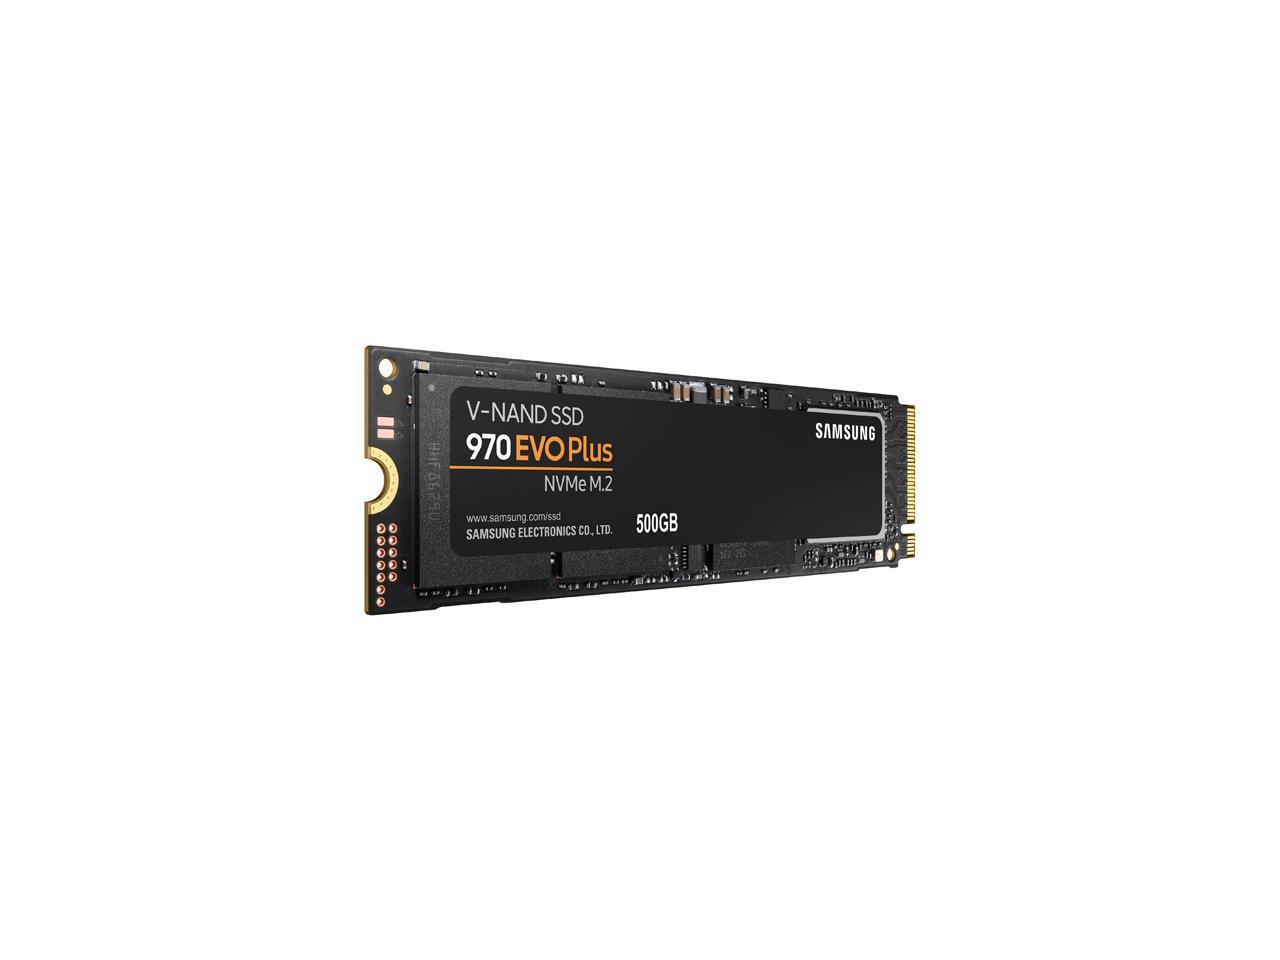 V-NAND SSD
970 EVO Plus
NVMe M.2
www.samsung.com/ssd
SAMSUNG ELECTRONICS CO., LTD.
500GB
SAMSUNG